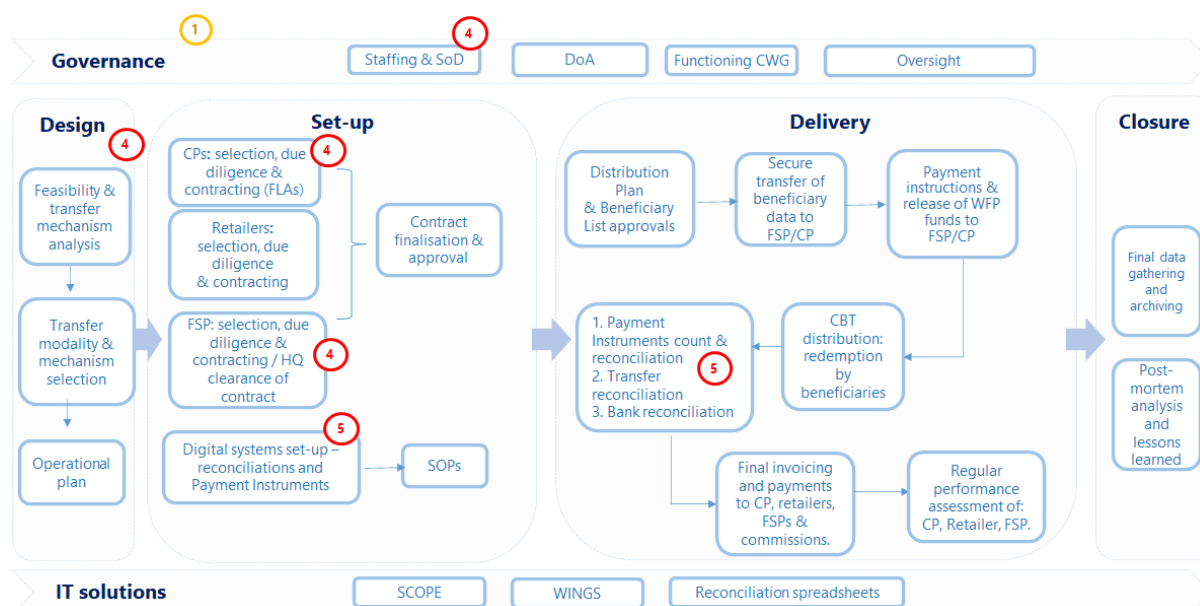 1
4
Governance
Staffing & SoD
DoA
Functioning CWG
Oversight
Design
4
Feasibility &
transfer
mechanism
analysis
Transfer
modality &
mechanism
selection
Operational
plan
Set-up
CPs: selection, due
diligence &
contracting (FLAs)
4
Retailers:
selection, due
diligence
& contracting
FSP: selection, due
diligence &
contracting / HQ
clearance of
contract
4
Contract
finalisation &
approval
5
Digital systems set-up –
reconciliations and
Payment Instruments
SOPs
Delivery
Distribution
Plan
& Beneficiary
List approvals
Secure
transfer of
beneficiary
data to
FSP/CP
Payment
instructions &
release of WFP
funds to
FSP/CP
CBT
distribution:
redemption
by
beneficiaries
1. Payment
Instruments count &
reconciliation
2. Transfer
reconciliation
3. Bank reconciliation
5
Final invoicing
and payments
to CP, retailers,
FSPs &
commissions.
Regular
performance
assessment of:
CP, Retailer, FSP.
Closure
Final data
gathering
and
archiving
Post-
mortem
analysis
and
lessons
learned
IT solutions
SCOPE
WINGS
Reconciliation spreadsheets